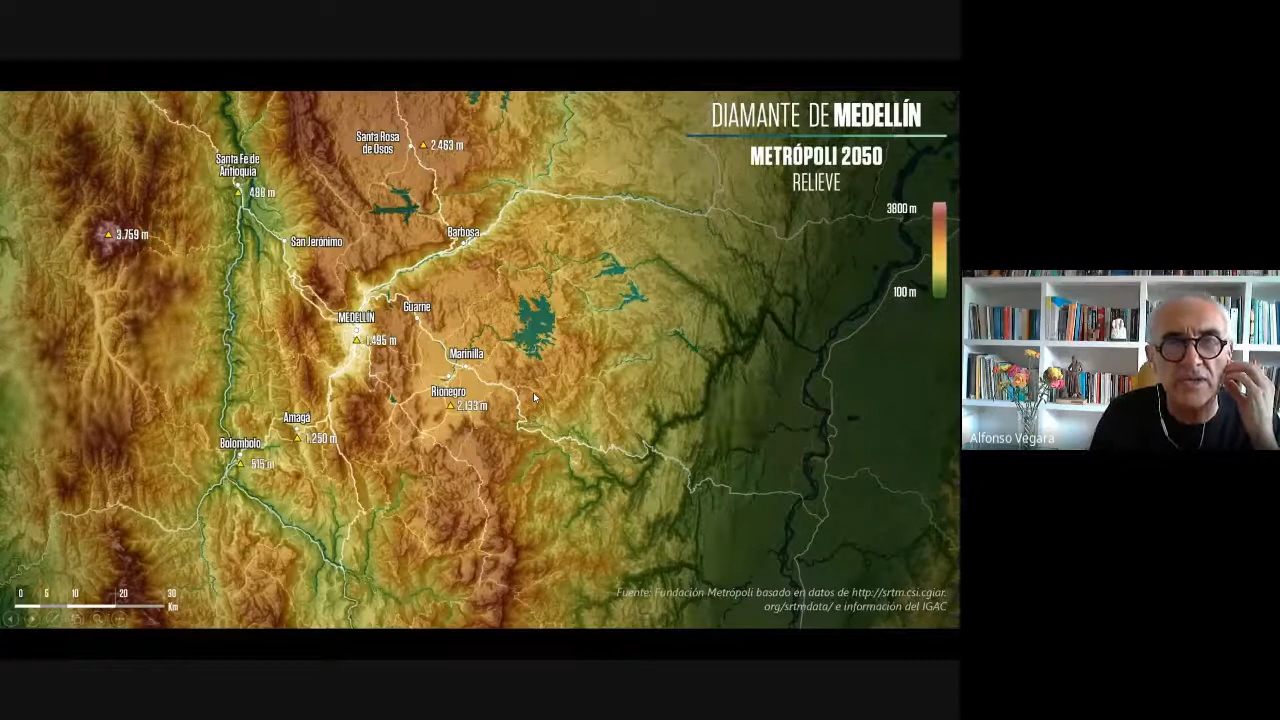 DIAMANTE DE MEDELLÍN
METRÓPOLI 2050
RELIEVE
3800 m
100 m
Santa Rosa
de Osos
2.463 m
Santa Fe de
Antioquia
488 m
3.759 m
San Jerónimo
Barbosa
Guarne
MEDELLÍN
1.495 m
Marinilla
Rionegro
2.133 m
Amagá
1.250 m
Bolombolo
515 m
0 5 10 20 30
Km
Fuente: Fundación Metrópoli basado en datos de http://srtm.csi.cgiar.
org/srtmdata/ e información del IGAC
Alfonso Vegara